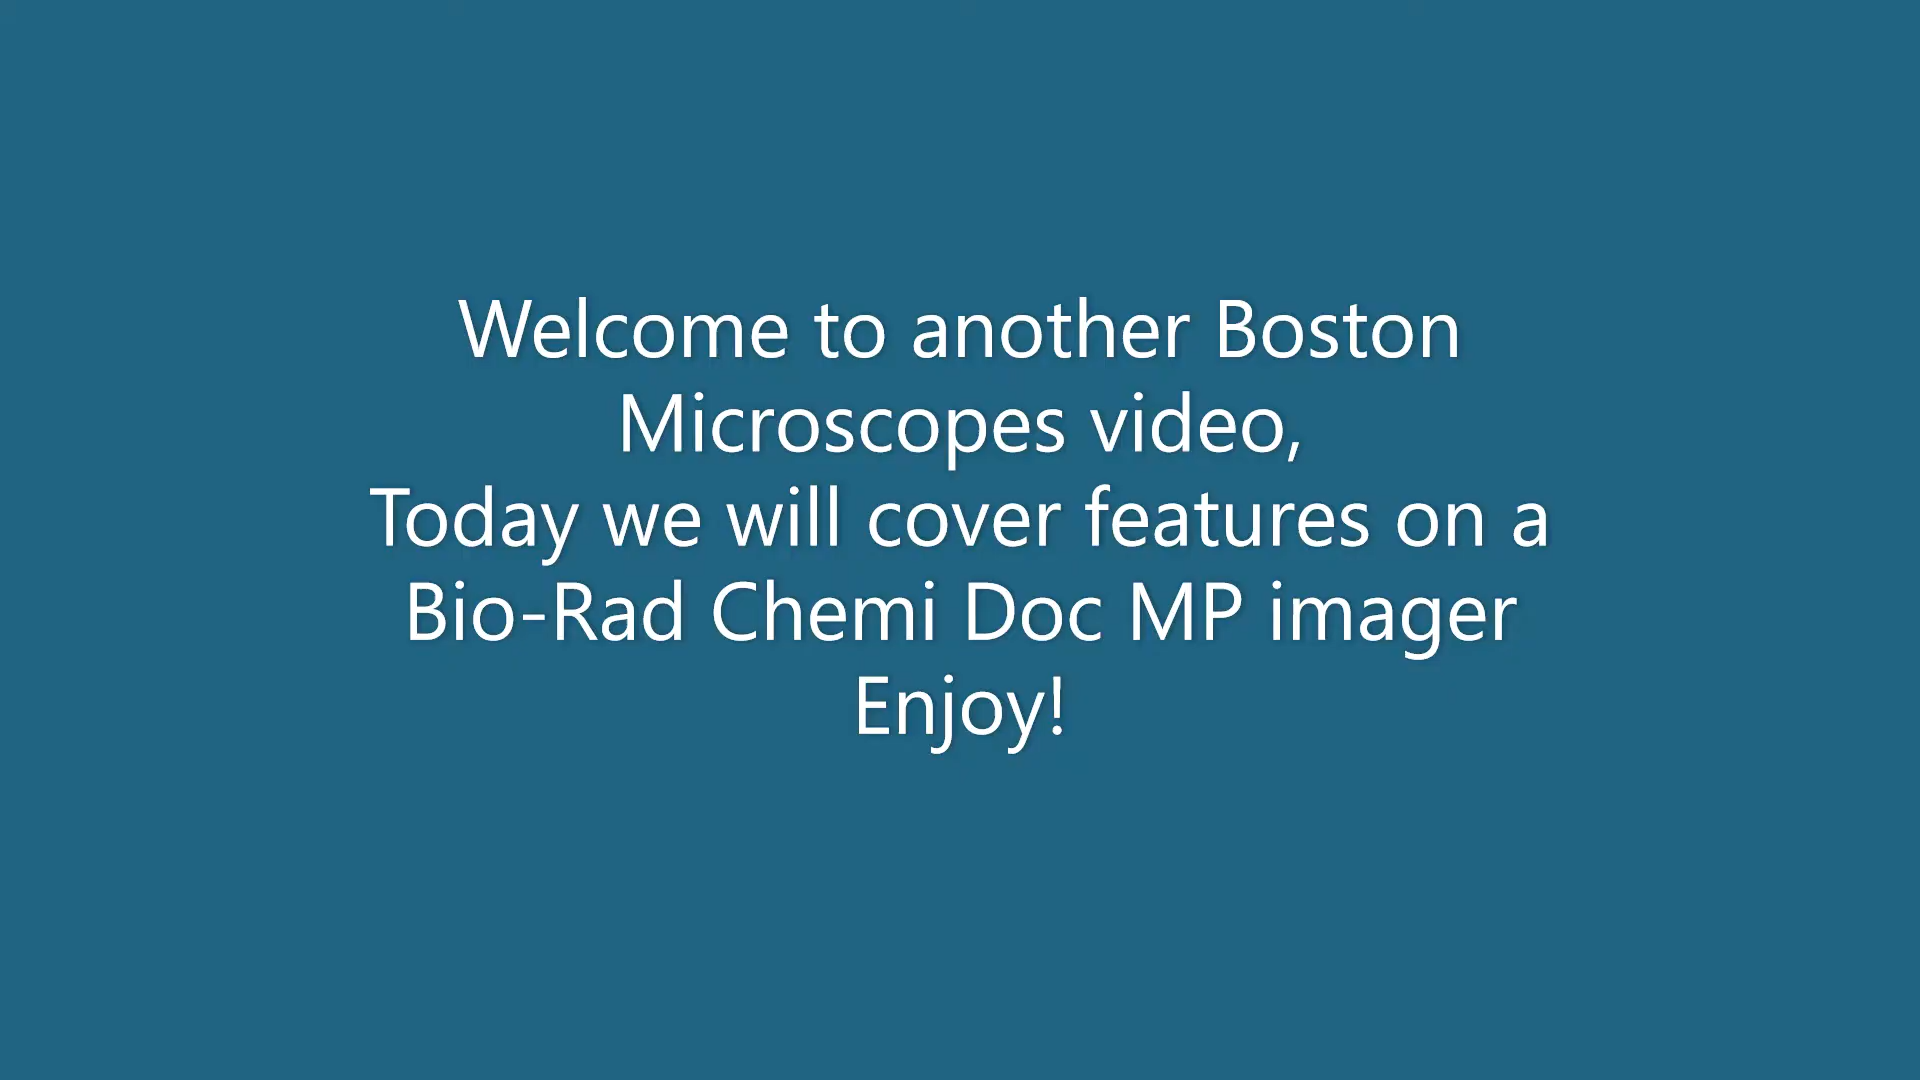 Welcome to another Boston
Microscopes video,
Today we will cover features on a
Bio-Rad Chemi Doc MP imager
Enjoy!